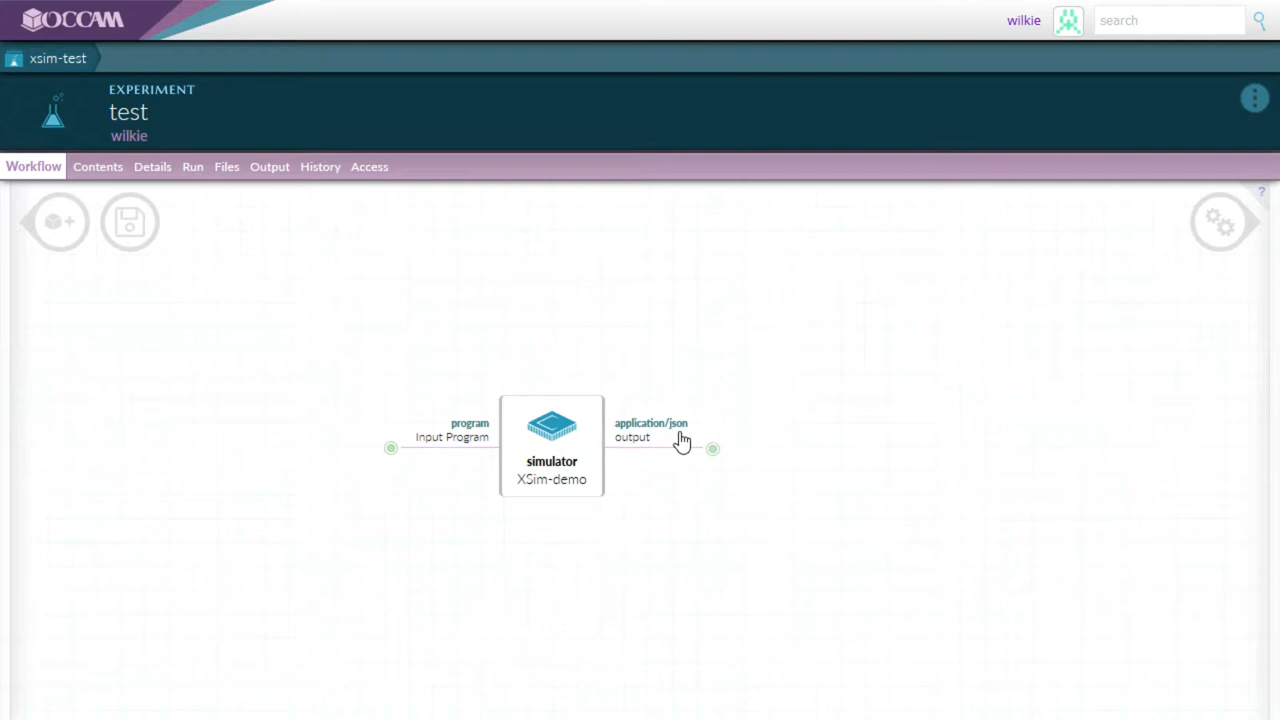 OCCAM
wilkie
search
xsim-test
EXPERIMENT
test
wilkie
Workflow Contents Details Run Files Output History Access
?
program
Input Program
application/json
output
simulator
XSim-demo